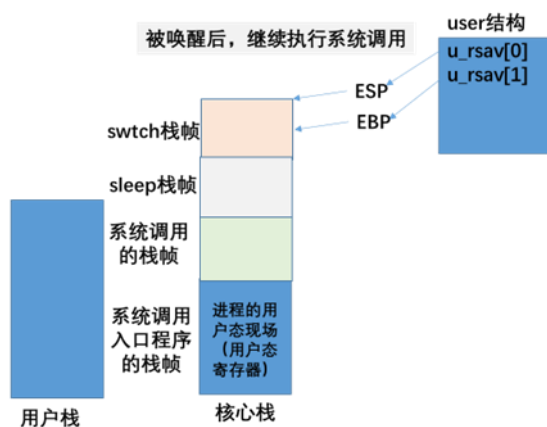 被唤醒后，继续执行系统调用
user结构
u_rsav[0]
u_rsav[1]
ESP
EBP
swtch栈帧
sleep栈帧
系统调用
的栈帧
系统调用
入口程序
的栈帧
进程的用
户态现场
（用户态
寄存器）
用户栈
核心栈